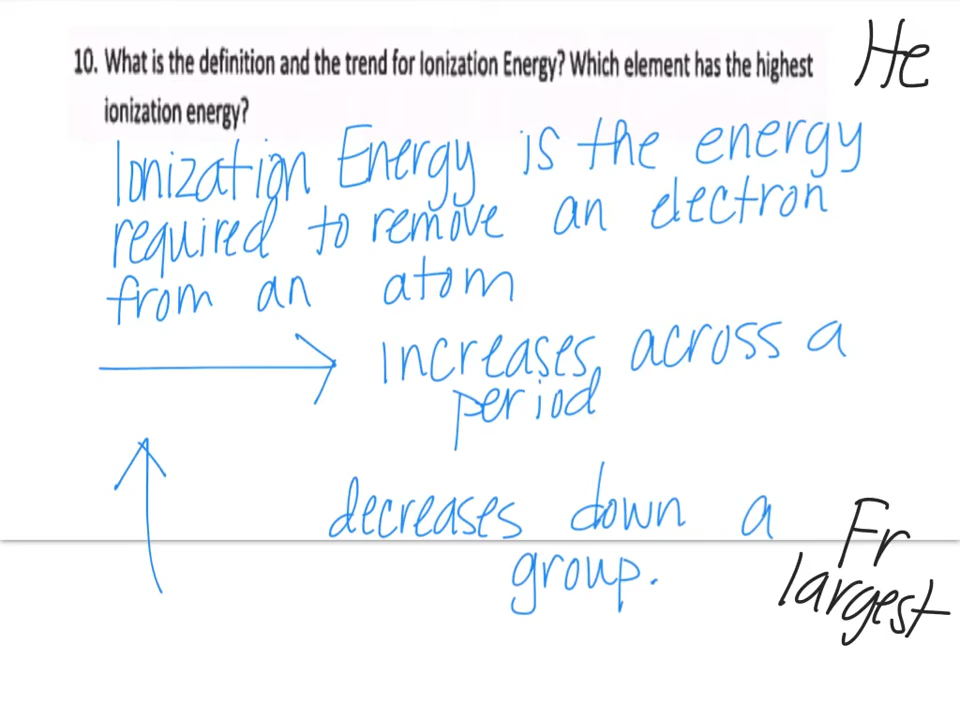 10. What is the definition and the trend for Ionization Energy? Which element has the highest
ionization energy?
He
Ionization Energy is the energy
required to remove an electron
from an atom
increases across a
period
decreases down a
group.
Fr
largest